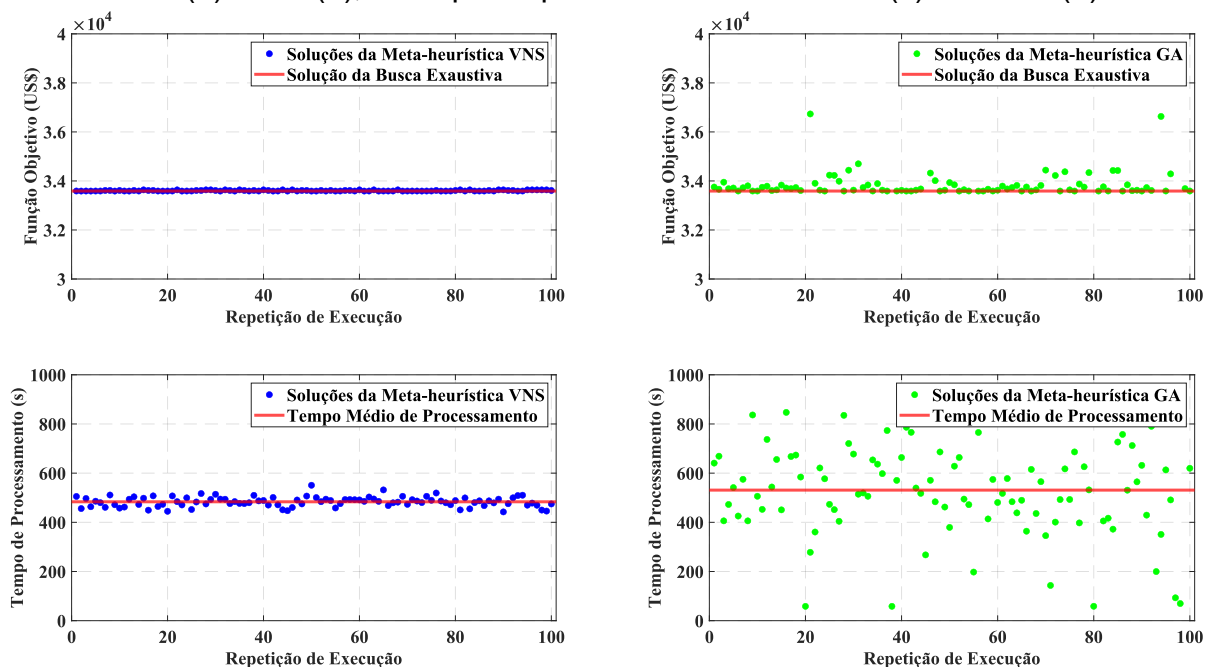 ×10⁴
4
3.8
3.6
3.4
3.2
3
Função Objetivo (US$)
Soluções da Meta-heurística VNS
Solução da Busca Exaustiva
0 20 40 60 80 100
Repetição de Execução
×10⁴
4
3.8
3.6
3.4
3.2
3
Função Objetivo (US$)
Soluções da Meta-heurística GA
Solução da Busca Exaustiva
0 20 40 60 80 100
Repetição de Execução
1000
800
600
400
200
0
Tempo de Processamento (s)
Soluções da Meta-heurística VNS
Tempo Médio de Processamento
0 20 40 60 80 100
Repetição de Execução
1000
800
600
400
200
0
Tempo de Processamento (s)
Soluções da Meta-heurística GA
Tempo Médio de Processamento
0 20 40 60 80 100
Repetição de Execução